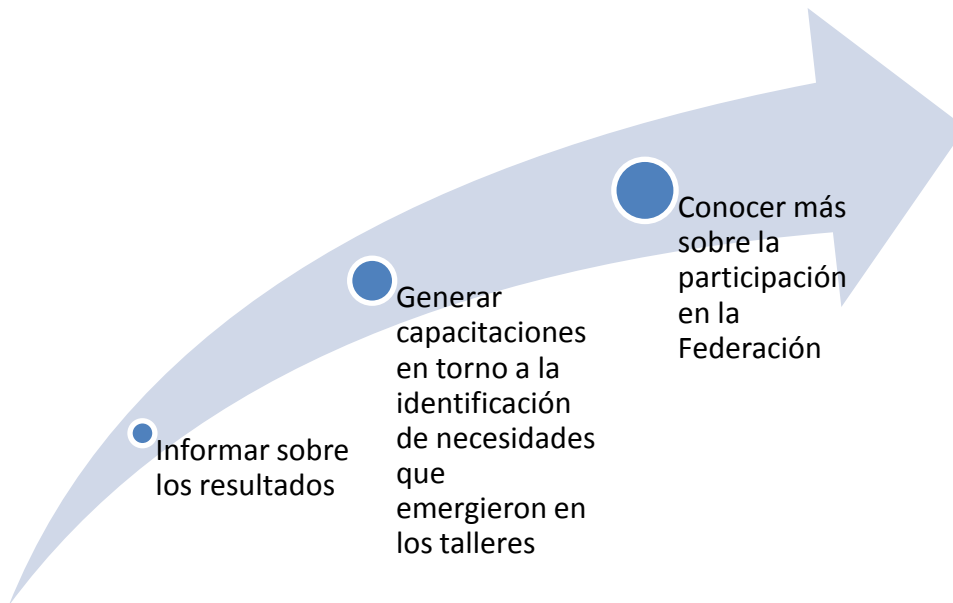 Informar sobre
los resultados
Generar
capacitaciones
en torno a la
identificación
de necesidades
que
emergieron en
los talleres
Conocer más
sobre la
participación
en la
Federación